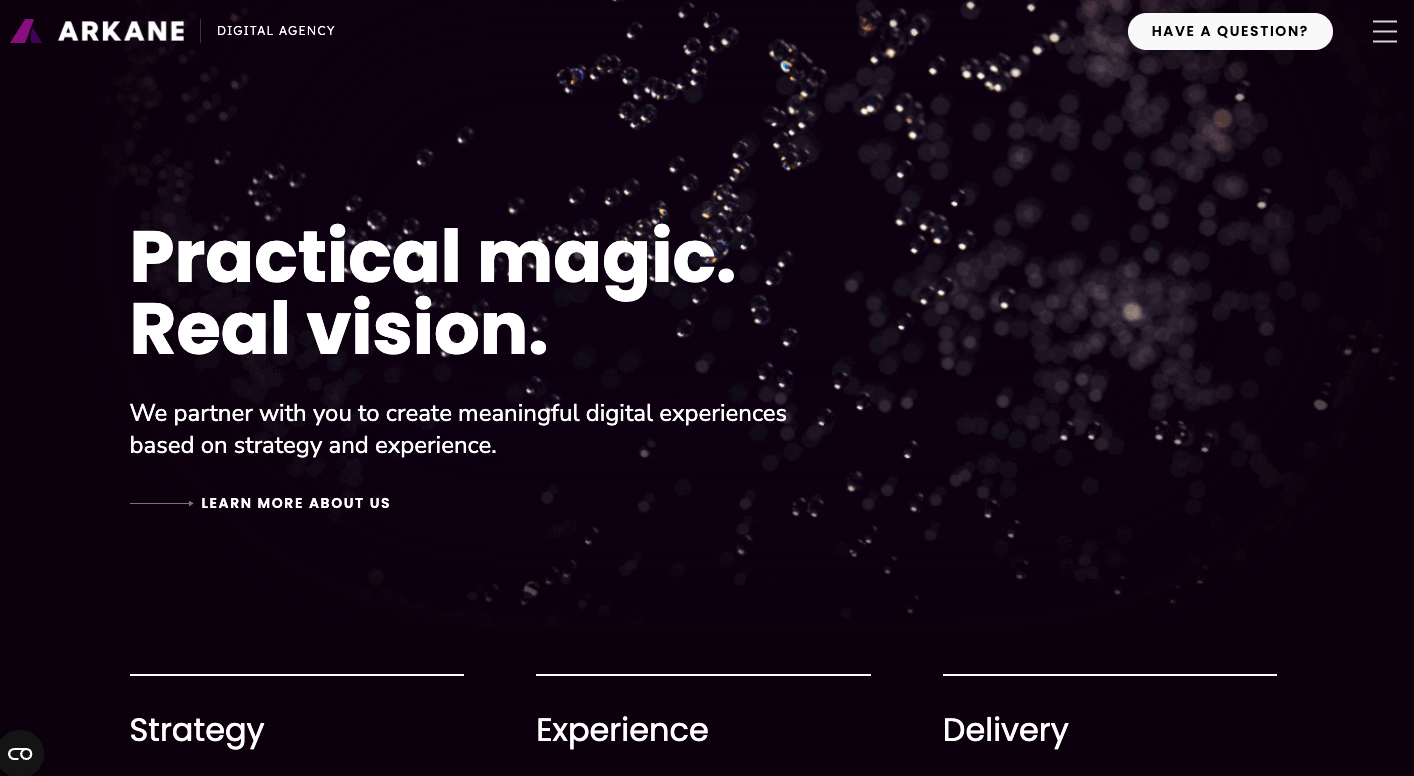 ARKANE
DIGITAL AGENCY
HAVE A QUESTION?
Practical magic.
Real vision.
We partner with you to create meaningful digital experiences
based on strategy and experience.
LEARN MORE ABOUT US
Strategy
Experience
Delivery